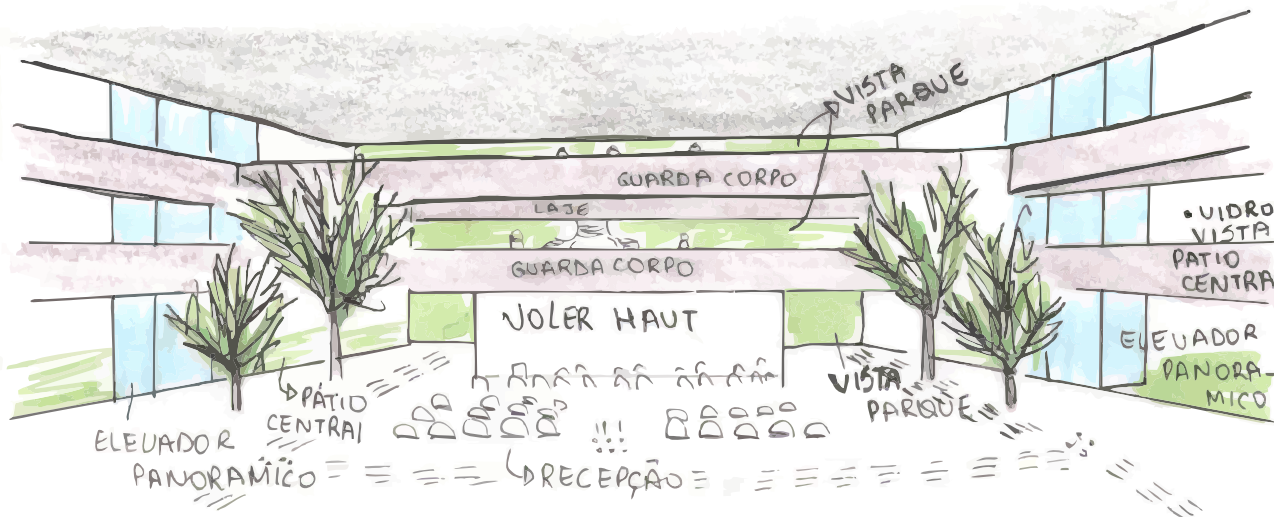 VISTA
PARQUE
GUARDA CORPO
LAJE
• VIDRO
VISTA
PATIO
CENTRA
GUARDA CORPO
VOLER HAUT
ELEVADOR
PANORA-
MICO
VISTA
PARQUE
PÁTIO
CENTRAl
ELEVADOR
PANORAMICO
RECEPÇÃO